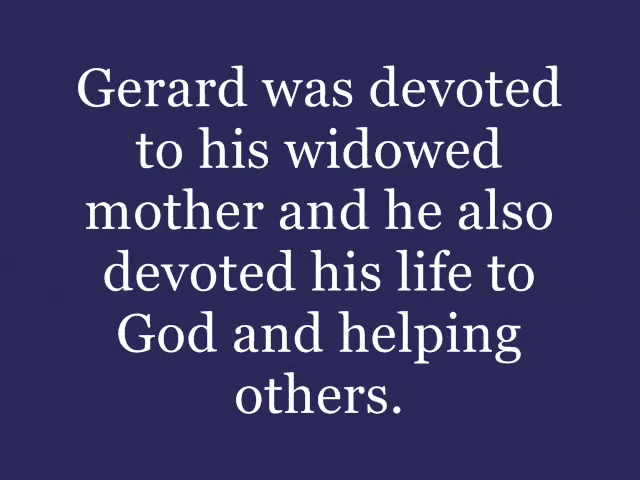 Gerard was devoted
to his widowed
mother and he also
devoted his life to
God and helping
others.